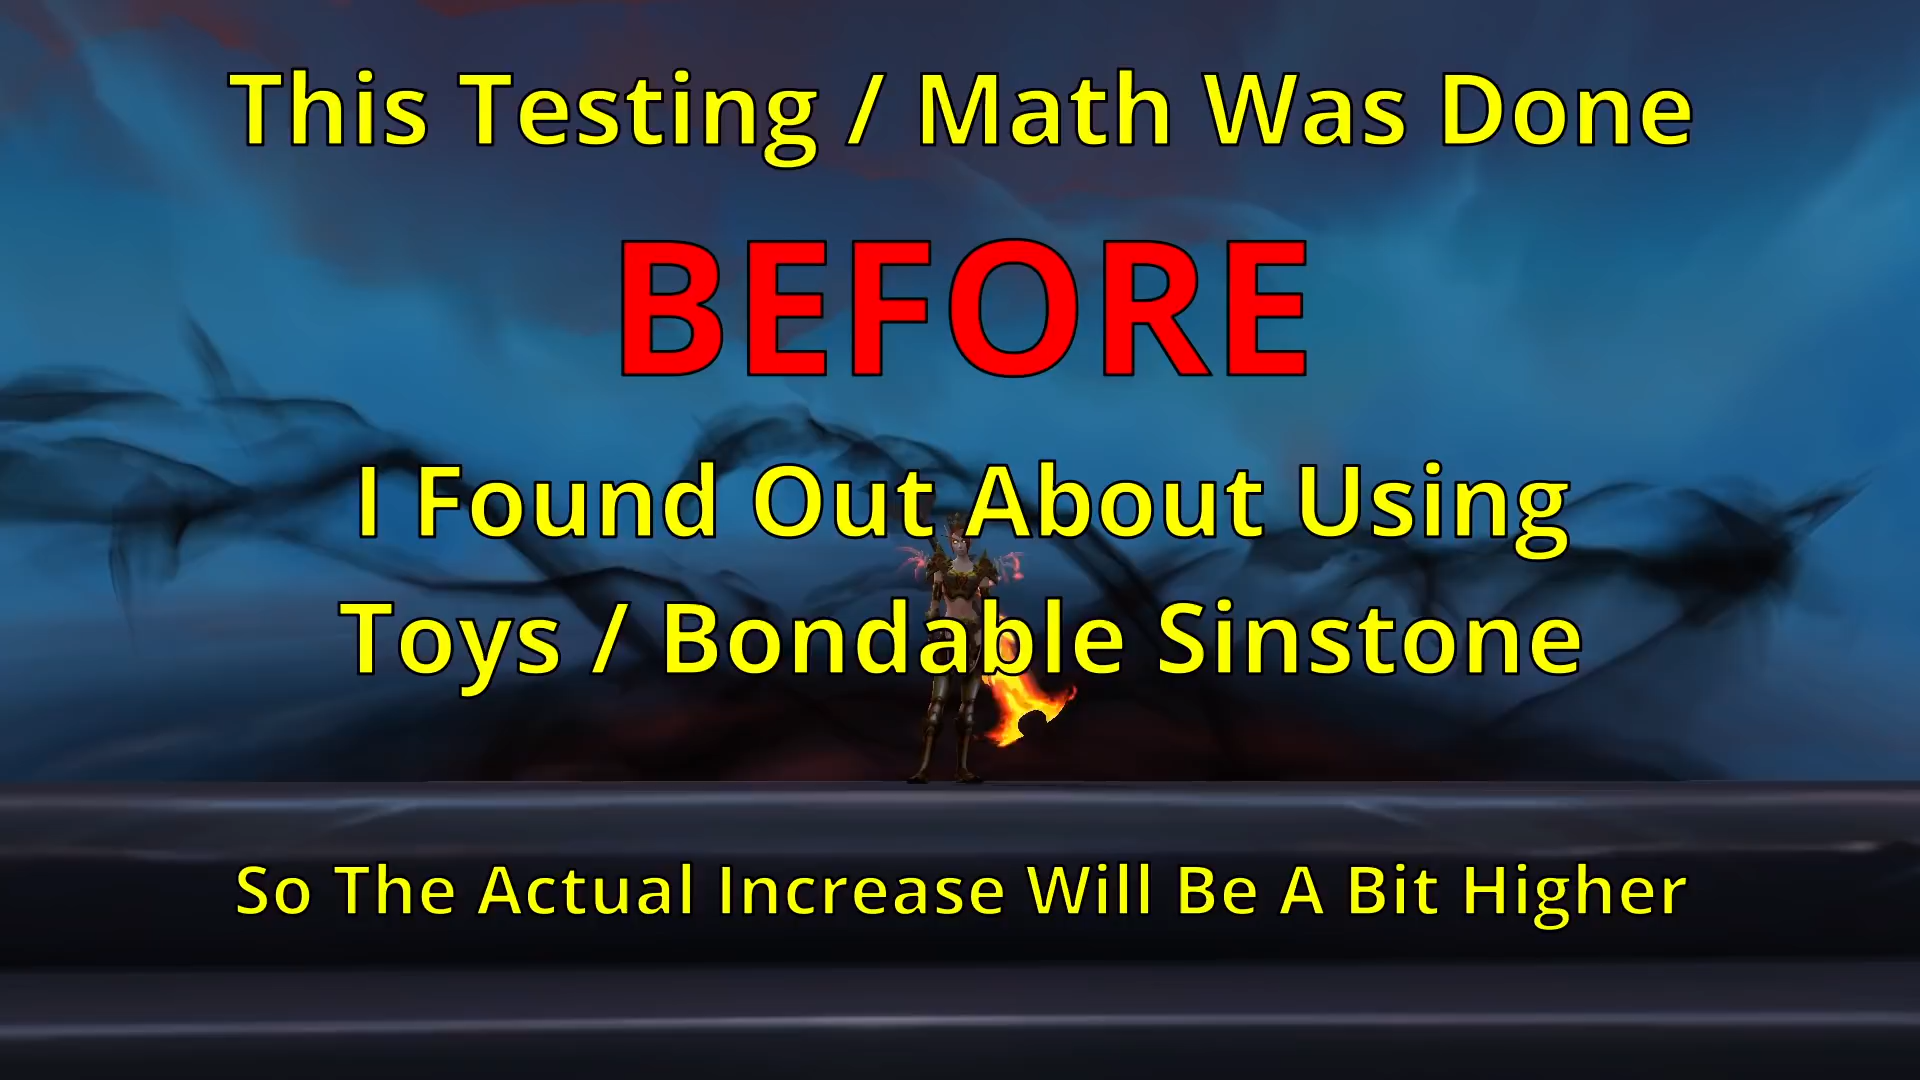 This Testing / Math Was Done
BEFORE
I Found Out About Using
Toys / Bondable Sinstone
So The Actual Increase Will Be A Bit Higher